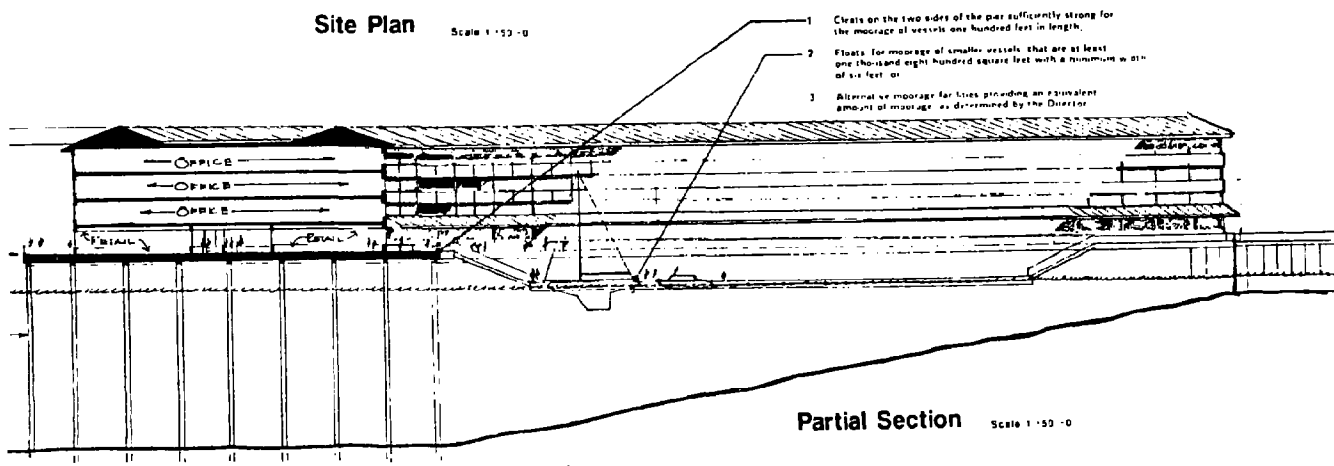 Site Plan
Scale 1"=50'-0
1 Cleats on the two sides of the pier sufficiently strong for
the moorage of vessels one hundred feet in length,
2 Floats for moorage of smaller vessels that are at least
one thousand eight hundred square feet with a minimum width
of six feet or
3 Alternative moorage facilities providing an equivalent
amount of moorage as determined by the Director
OFFICE
OFFICE
OFFICE
RETAIL
RETAIL
Partial Section
Scale 1"=50'-0